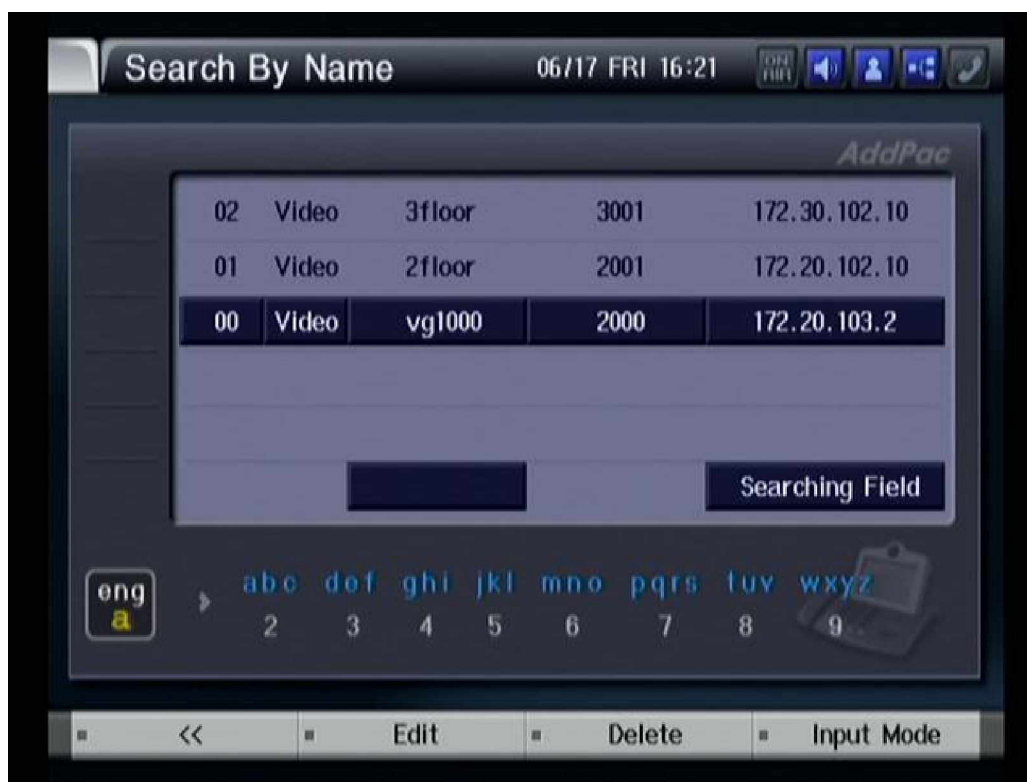 Search By Name 06/17 FRI 16:21 ON AIR
AddPac
02 Video 3floor 3001 172.30.102.10
01 Video 2floor 2001 172.20.102.10
00 Video vg1000 2000 172.20.103.2
Searching Field
eng abc def ghi jkl mno pqrs tuv wxyz
a 2 3 4 5 6 7 8 9
<< Edit Delete Input Mode